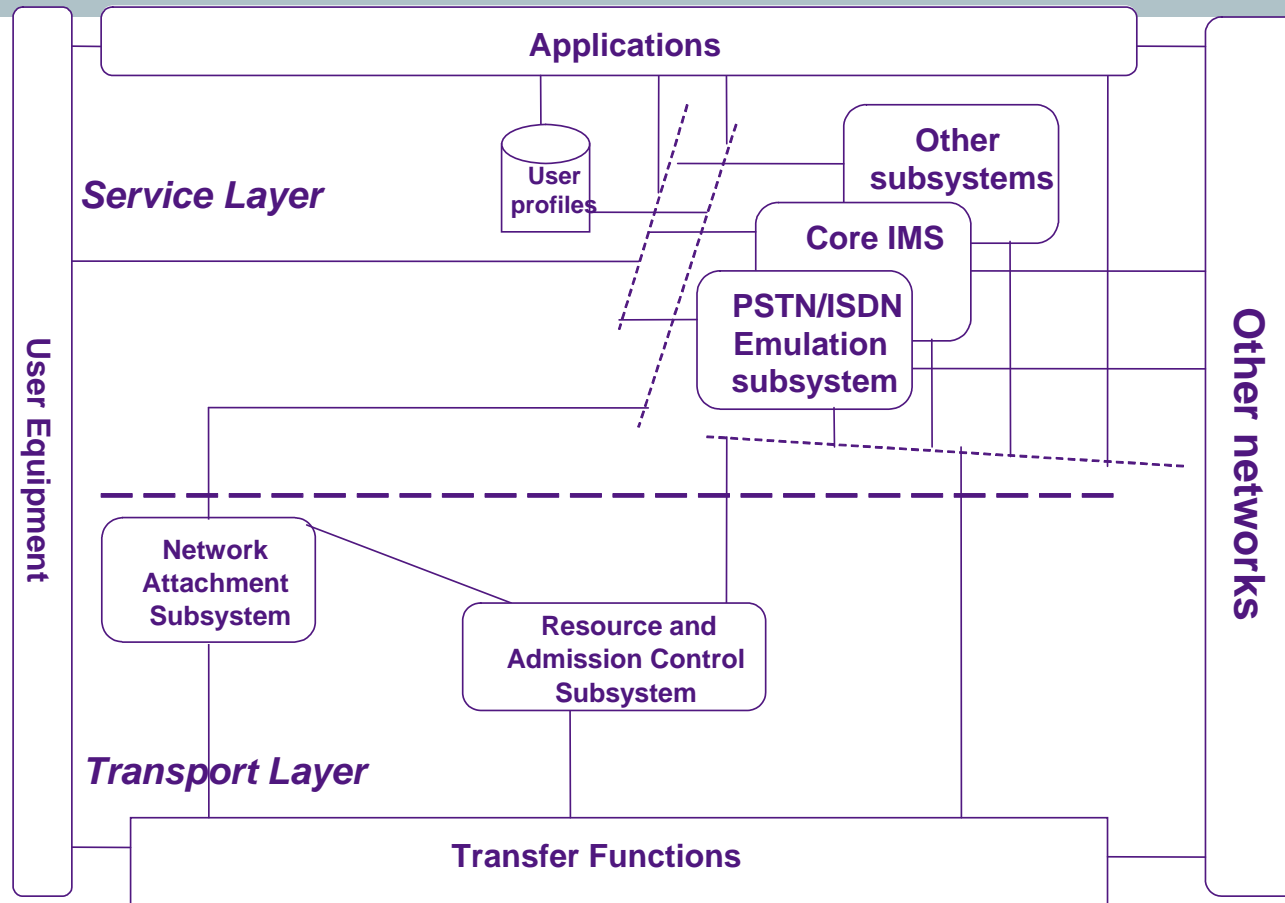 Applications
User Equipment
Service Layer
User
profiles
Other
subsystems
Core IMS
PSTN/ISDN
Emulation
subsystem
Other networks
Network
Attachment
Subsystem
Resource and
Admission Control
Subsystem
Transport Layer
Transfer Functions